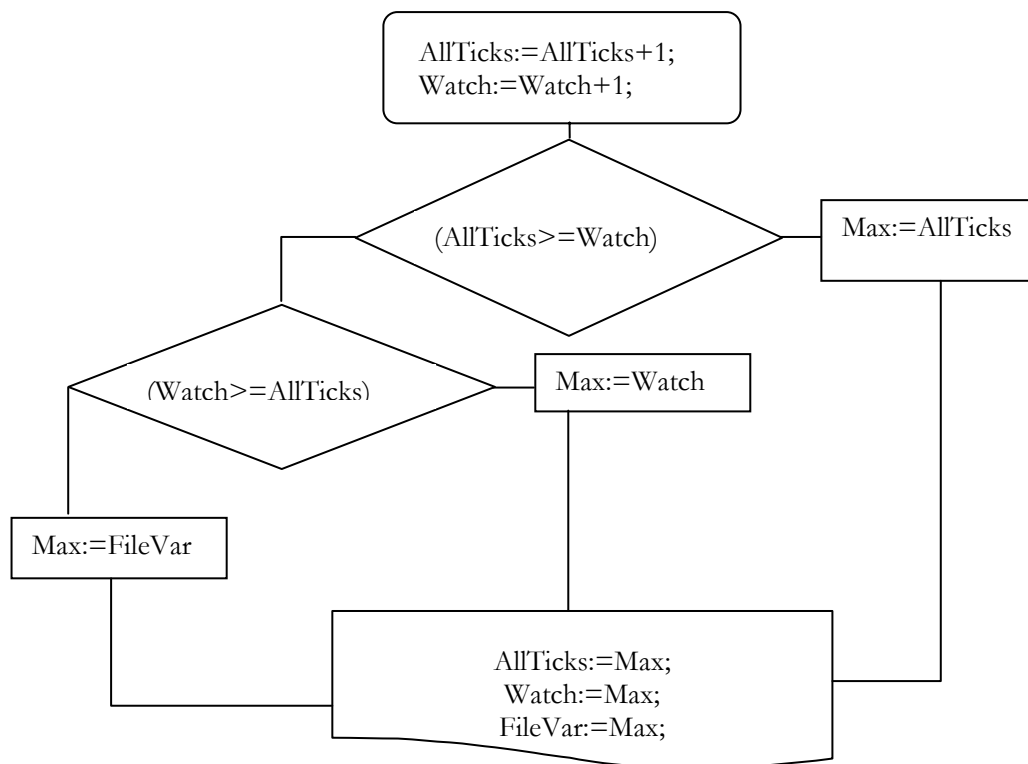 AllTicks:=AllTicks+1;
Watch:=Watch+1;
(AllTicks>=Watch)
Max:=AllTicks
(Watch>=AllTicks)
Max:=Watch
Max:=FileVar
AllTicks:=Max;
Watch:=Max;
FileVar:=Max;